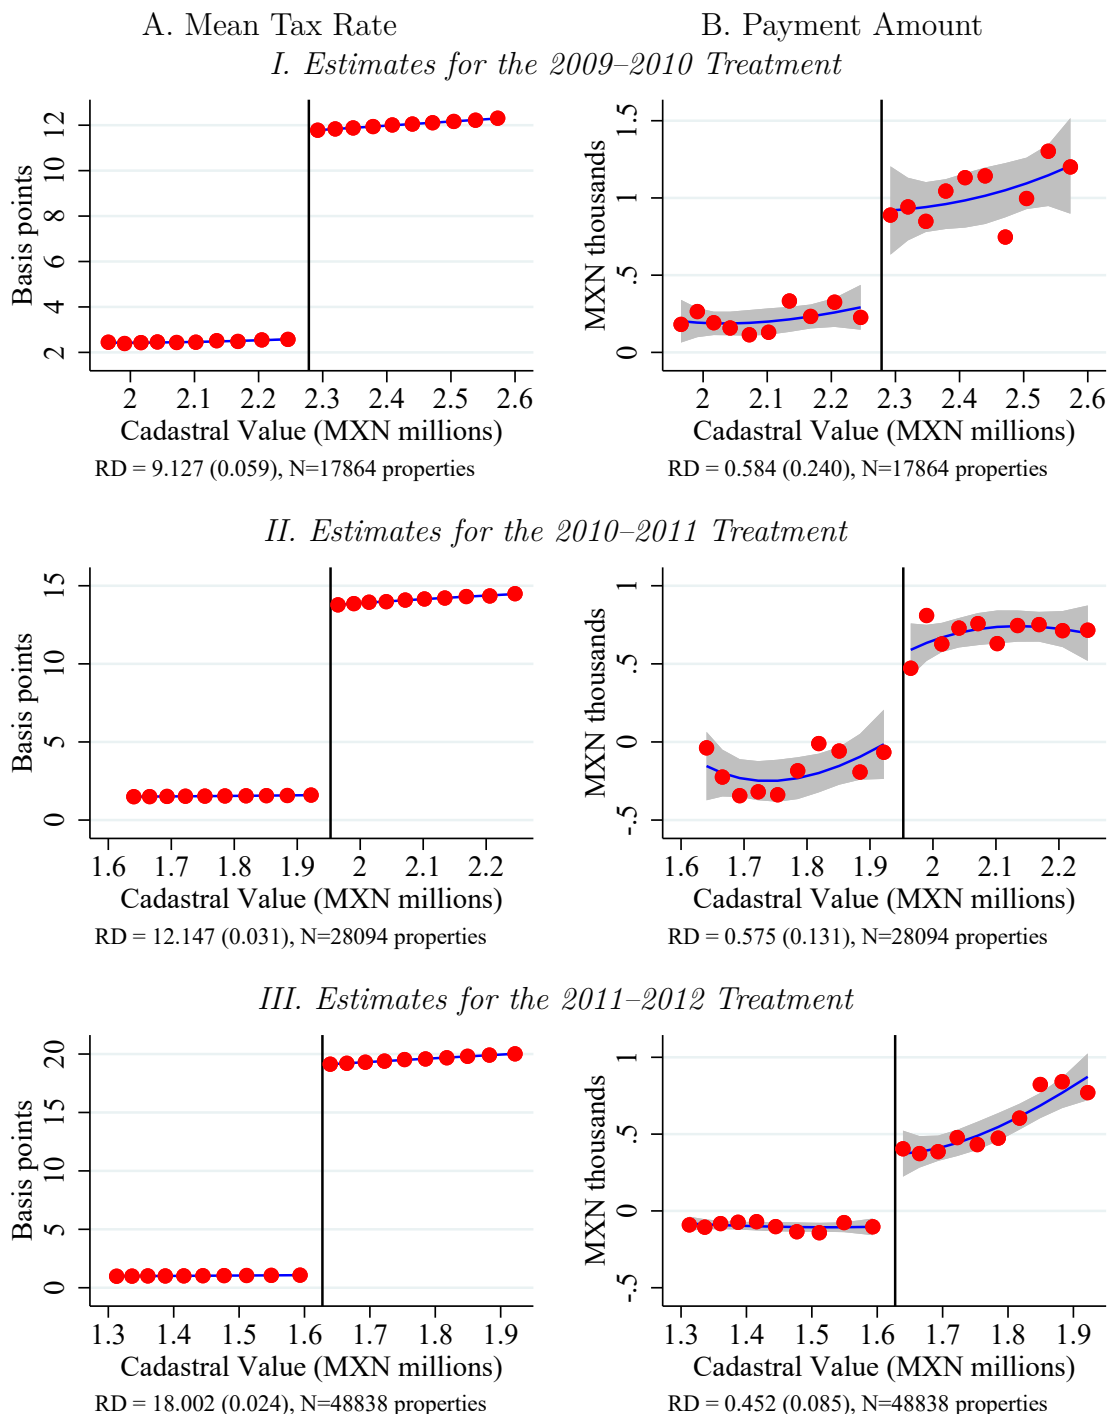 A. Mean Tax Rate
B. Payment Amount
I. Estimates for the 2009–2010 Treatment
Basis points
12
10
8
6
4
2
2 2.1 2.2 2.3 2.4 2.5 2.6
Cadastral Value (MXN millions)
RD = 9.127 (0.059), N=17864 properties
MXN thousands
1.5
1
.5
0
2 2.1 2.2 2.3 2.4 2.5 2.6
Cadastral Value (MXN millions)
RD = 0.584 (0.240), N=17864 properties
II. Estimates for the 2010–2011 Treatment
Basis points
15
10
5
0
1.6 1.7 1.8 1.9 2 2.1 2.2
Cadastral Value (MXN millions)
RD = 12.147 (0.031), N=28094 properties
MXN thousands
1
.5
0
-.5
1.6 1.7 1.8 1.9 2 2.1 2.2
Cadastral Value (MXN millions)
RD = 0.575 (0.131), N=28094 properties
III. Estimates for the 2011–2012 Treatment
Basis points
20
15
10
5
0
1.3 1.4 1.5 1.6 1.7 1.8 1.9
Cadastral Value (MXN millions)
RD = 18.002 (0.024), N=48838 properties
MXN thousands
1
.5
0
-.5
1.3 1.4 1.5 1.6 1.7 1.8 1.9
Cadastral Value (MXN millions)
RD = 0.452 (0.085), N=48838 properties